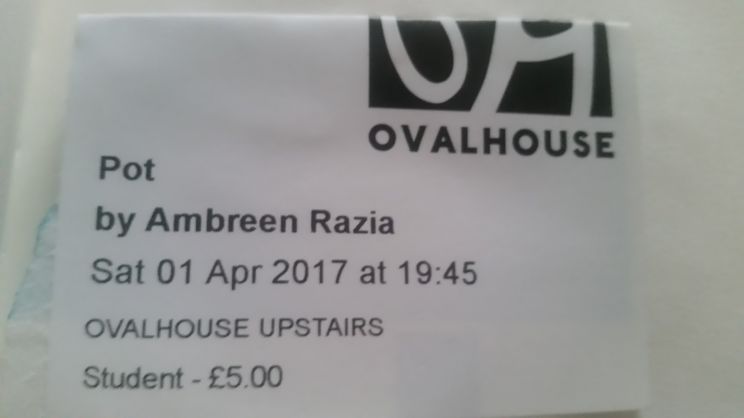 OVALHOUSE
Pot
by Ambreen Razia
Sat 01 Apr 2017 at 19:45
OVALHOUSE UPSTAIRS
Student - £5.00